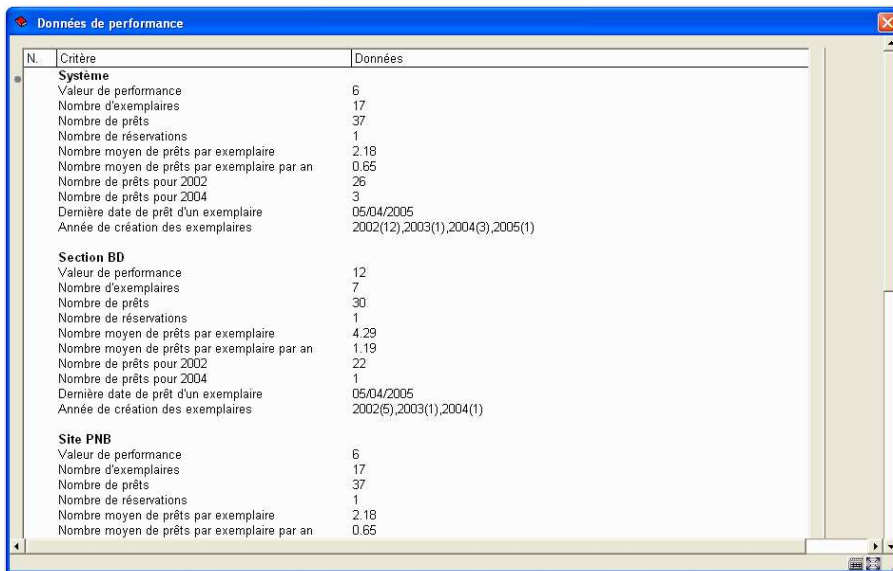 Données de performance
N. Critère Données
Système
Valeur de performance 6
Nombre d'exemplaires 17
Nombre de prêts 37
Nombre de réservations 1
Nombre moyen de prêts par exemplaire 2.18
Nombre moyen de prêts par exemplaire par an 0.65
Nombre de prêts pour 2002 26
Nombre de prêts pour 2004 3
Dernière date de prêt d'un exemplaire 05/04/2005
Année de création des exemplaires 2002(12),2003(1),2004(3),2005(1)
Section BD
Valeur de performance 12
Nombre d'exemplaires 7
Nombre de prêts 30
Nombre de réservations 1
Nombre moyen de prêts par exemplaire 4.29
Nombre moyen de prêts par exemplaire par an 1.19
Nombre de prêts pour 2002 22
Nombre de prêts pour 2004 1
Dernière date de prêt d'un exemplaire 05/04/2005
Année de création des exemplaires 2002(5),2003(1),2004(1)
Site PNB
Valeur de performance 6
Nombre d'exemplaires 17
Nombre de prêts 37
Nombre de réservations 1
Nombre moyen de prêts par exemplaire 2.18
Nombre moyen de prêts par exemplaire par an 0.65